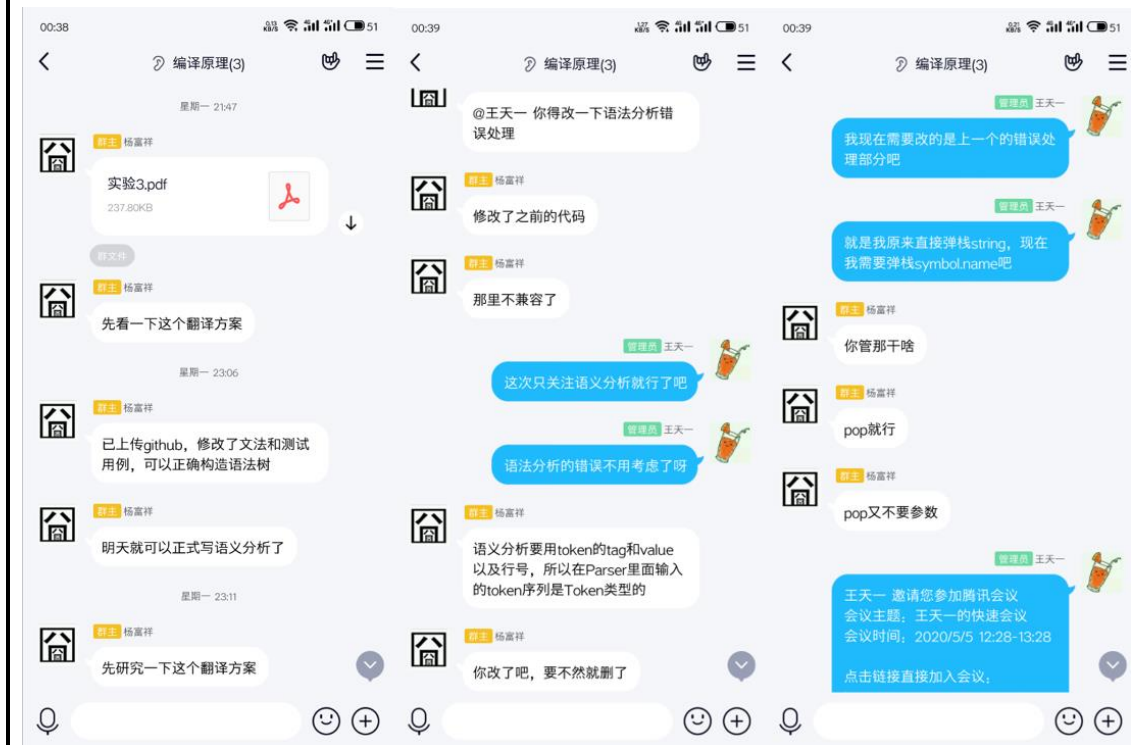 00:38
0.13 KB/S
51
编译原理(3)
星期一 21:47
群主 杨富祥
实验3.pdf
237.80KB
群文件
群主 杨富祥
先看一下这个翻译方案
星期一 23:06
群主 杨富祥
已上传github，修改了文法和测试
用例，可以正确构造语法树
群主 杨富祥
明天就可以正式写语义分析了
星期一 23:11
群主 杨富祥
先研究一下这个翻译方案
00:39
KB/S
51
编译原理(3)
囧
@王天一 你得改一下语法分析错
误处理
群主 杨富祥
修改了之前的代码
群主 杨富祥
那里不兼容了
管理员 王天一
这次只关注语义分析就行了吧
管理员 王天一
语法分析的错误不用考虑了呀
群主 杨富祥
语义分析要用token的tag和value
以及行号，所以在Parser里面输入
的token序列是Token类型的
群主 杨富祥
你改了吧，要不然就删了
00:39
0.21 KB/S
51
编译原理(3)
管理员 王天一
我现在需要改的是上一个的错误处
理部分吧
管理员 王天一
就是我原来直接弹栈string，现在
我需要弹栈symbol.name吧
群主 杨富祥
你管那干啥
群主 杨富祥
pop就行
群主 杨富祥
pop又不要参数
管理员 王天一
王天一 邀请您参加腾讯会议
会议主题：王天一的快速会议
会议时间：2020/5/5 12:28-13:28
点击链接直接加入会议：